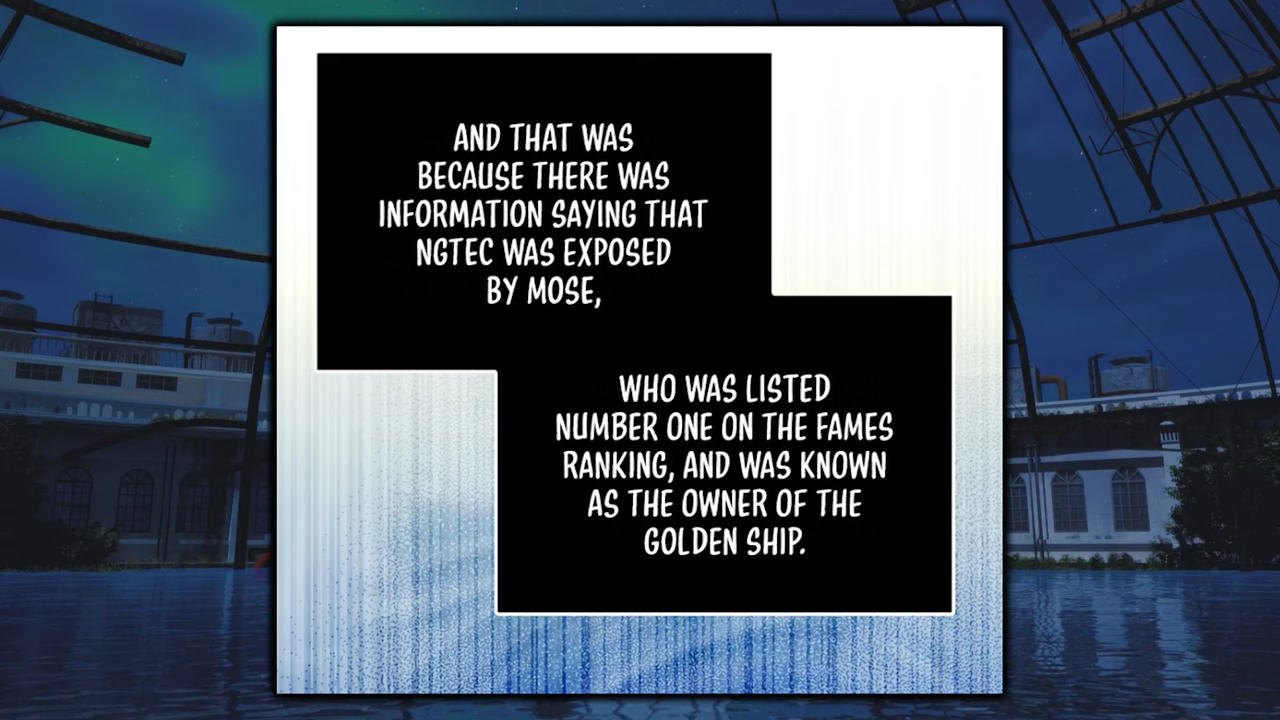 AND THAT WAS
BECAUSE THERE WAS
INFORMATION SAYING THAT
NGTEC WAS EXPOSED
BY MOSE,
WHO WAS LISTED
NUMBER ONE ON THE FAMES
RANKING, AND WAS KNOWN
AS THE OWNER OF THE
GOLDEN SHIP.